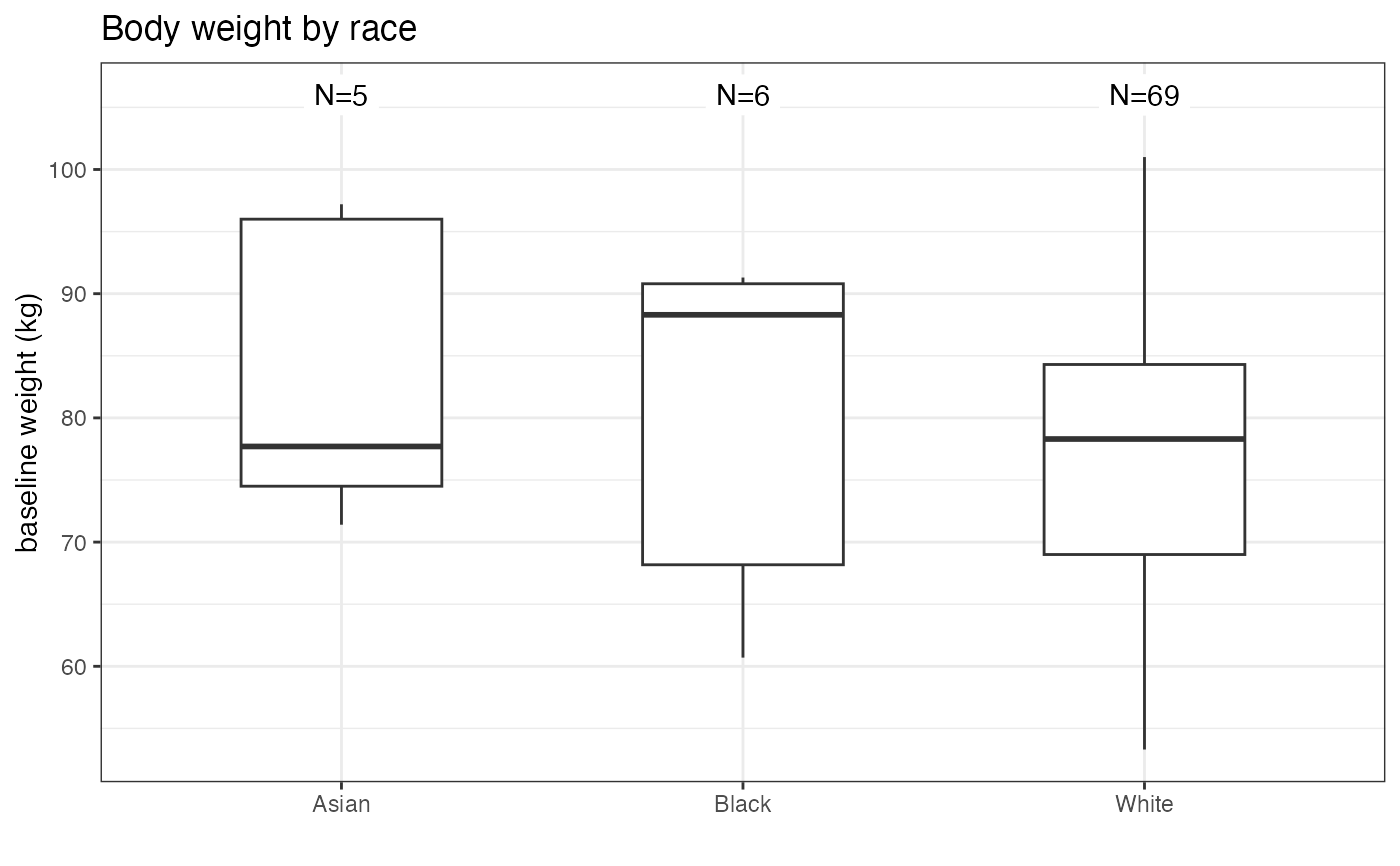 Body weight by race
N=5 N=6 N=69
100
90
80
70
60
baseline weight (kg)
Asian Black White